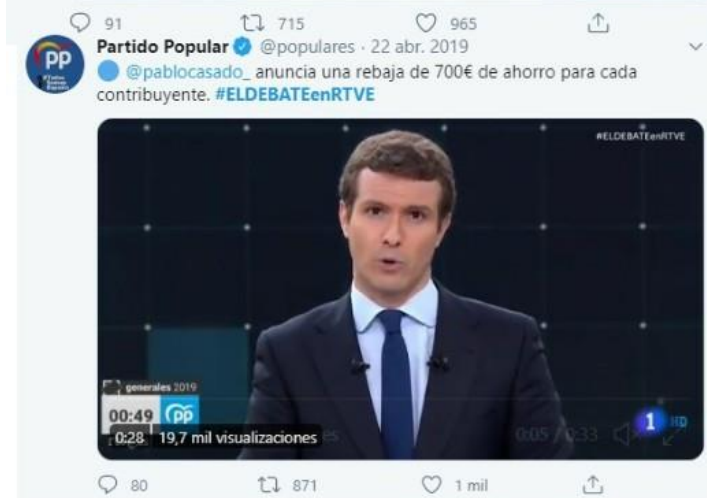 91 715 965
Partido Popular @populares · 22 abr. 2019
@pablocasado_ anuncia una rebaja de 700€ de ahorro para cada
contribuyente. #ELDEBATEenRTVE
#ELDEBATEenRTVE
generales 2019
00:49 PP
0:28 19,7 mil visualizaciones
0:05 / 0:33
1 HD
80 871 1 mil
PP